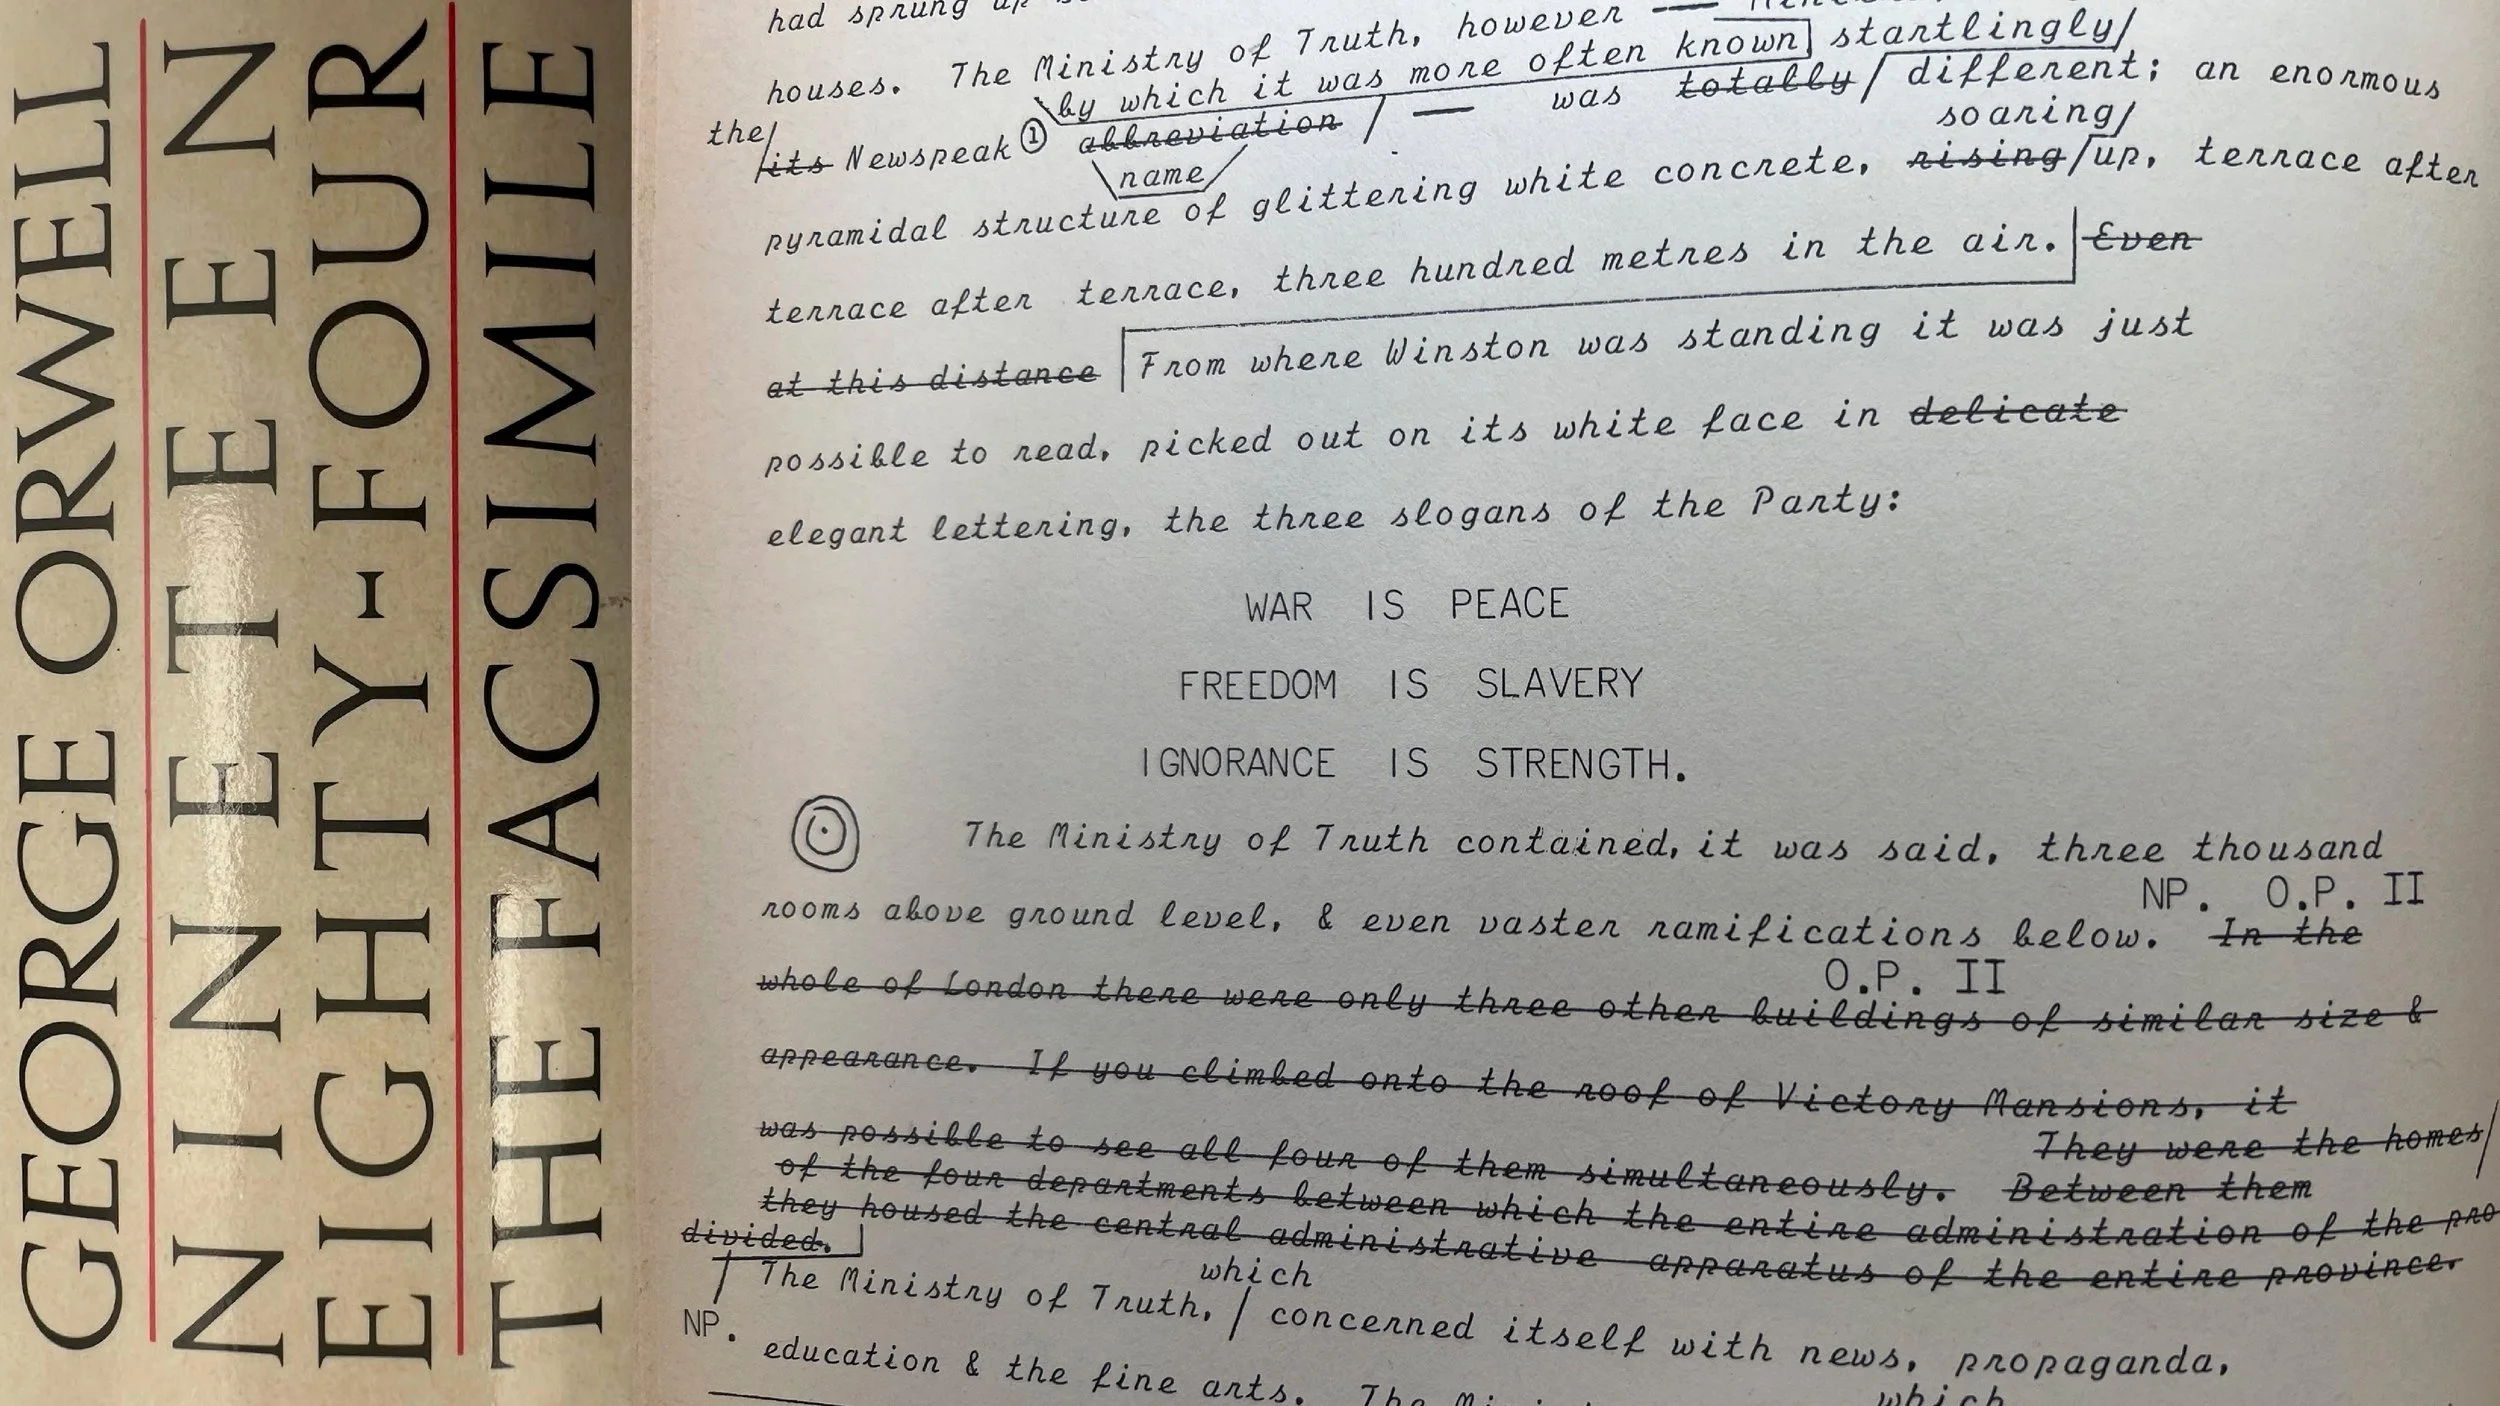 GEORGE ORWELL
NINETEEN
EIGHTY-FOUR
THE FACSIMILE
had sprung up
houses. The Ministry of Truth, however —
by which it was more often known startlingly/
the/ its Newspeak ① abbreviation / — was totally / different; an enormous
name soaring/
pyramidal structure of glittering white concrete, rising / up, terrace after
terrace after terrace, three hundred metres in the air. Even
at this distance From where Winston was standing it was just
possible to read, picked out on its white face in delicate
elegant lettering, the three slogans of the Party:
WAR IS PEACE
FREEDOM IS SLAVERY
IGNORANCE IS STRENGTH.
The Ministry of Truth contained, it was said, three thousand
NP. O.P. II
rooms above ground level, & even vaster ramifications below. In the
O.P. II
whole of London there were only three other buildings of similar size &
appearance. If you climbed onto the roof of Victory Mansions, it
They were the homes/
was possible to see all four of them simultaneously. Between them
of the four departments between which the entire administration of the pro
they housed the central administrative apparatus of the entire province.
divided.
which
The Ministry of Truth, / concerned itself with news, propaganda,
NP.
education & the fine arts. The
which